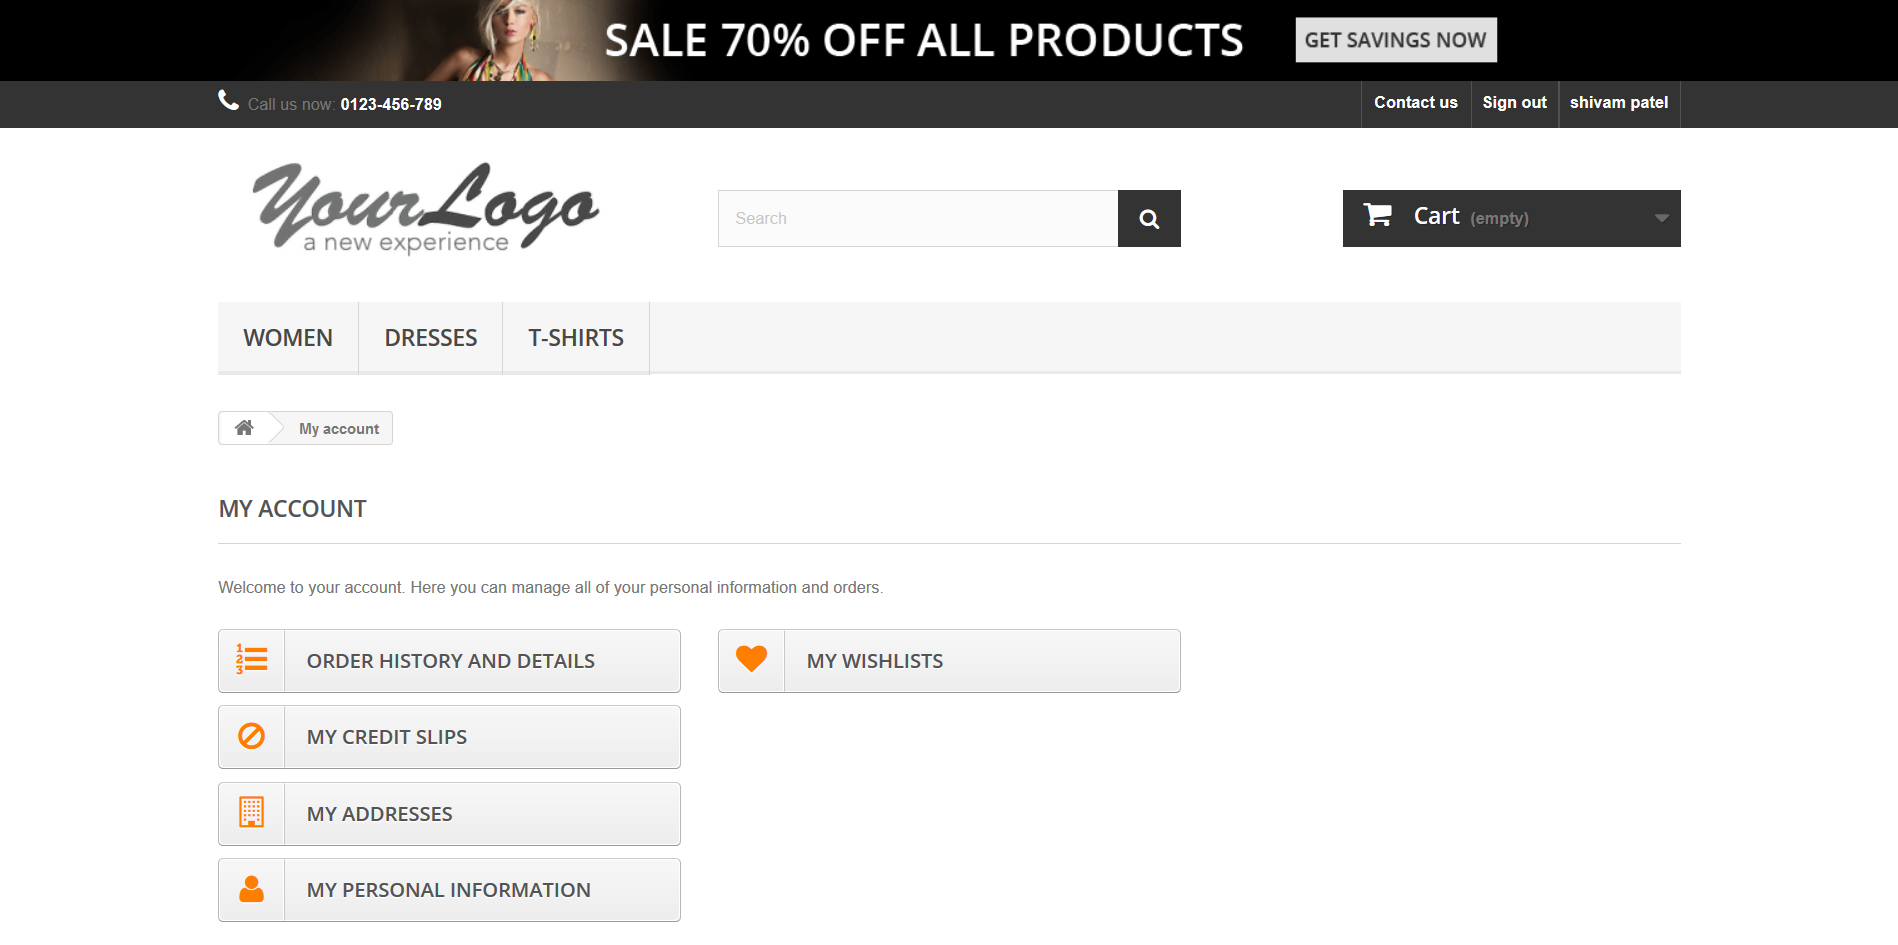 SALE 70% OFF ALL PRODUCTS GET SAVINGS NOW
Call us now: 0123-456-789 Contact us Sign out shivam patel
YourLogo
a new experience
Search
Cart (empty)
WOMEN DRESSES T-SHIRTS
My account
MY ACCOUNT
Welcome to your account. Here you can manage all of your personal information and orders.
1
2
3
ORDER HISTORY AND DETAILS
MY WISHLISTS
MY CREDIT SLIPS
MY ADDRESSES
MY PERSONAL INFORMATION